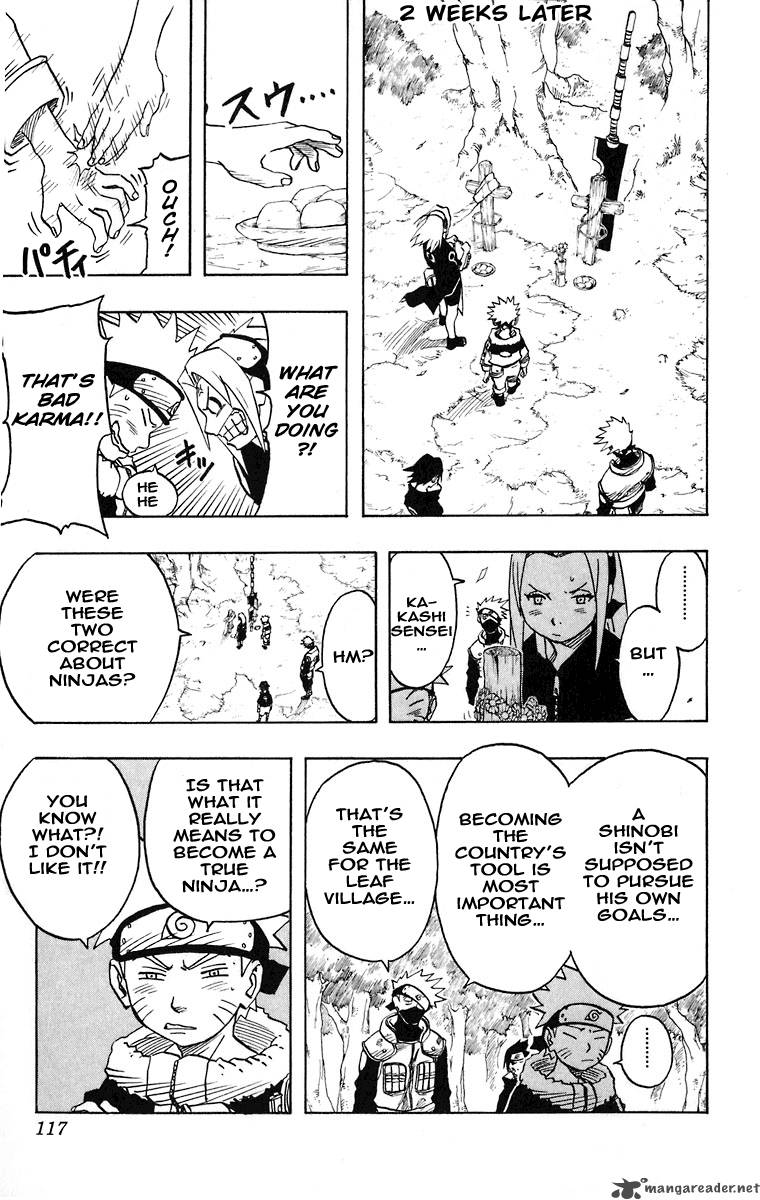 2 WEEKS LATER
スウ....
OUCH!
パチィ
WHAT
ARE
YOU
DOING
?!
キッ
HE
HE
THAT'S
BAD
KARMA!!
........
BUT
...
KA-
KASHI
SENSEI
...
HM?
WERE
THESE
TWO
CORRECT
ABOUT
NINJAS?
A
SHINOBI
ISN'T
SUPPOSED
TO PURSUE
HIS OWN
GOALS...
BECOMING
THE
COUNTRY'S
TOOL IS
MOST
IMPORTANT
THING...
THAT'S
THE
SAME
FOR THE
LEAF
VILLAGE...
......
IS THAT
WHAT IT
REALLY
MEANS TO
BECOME A
TRUE
NINJA...?
YOU
KNOW
WHAT?!
I DON'T
LIKE IT!!
117
mangareader.net